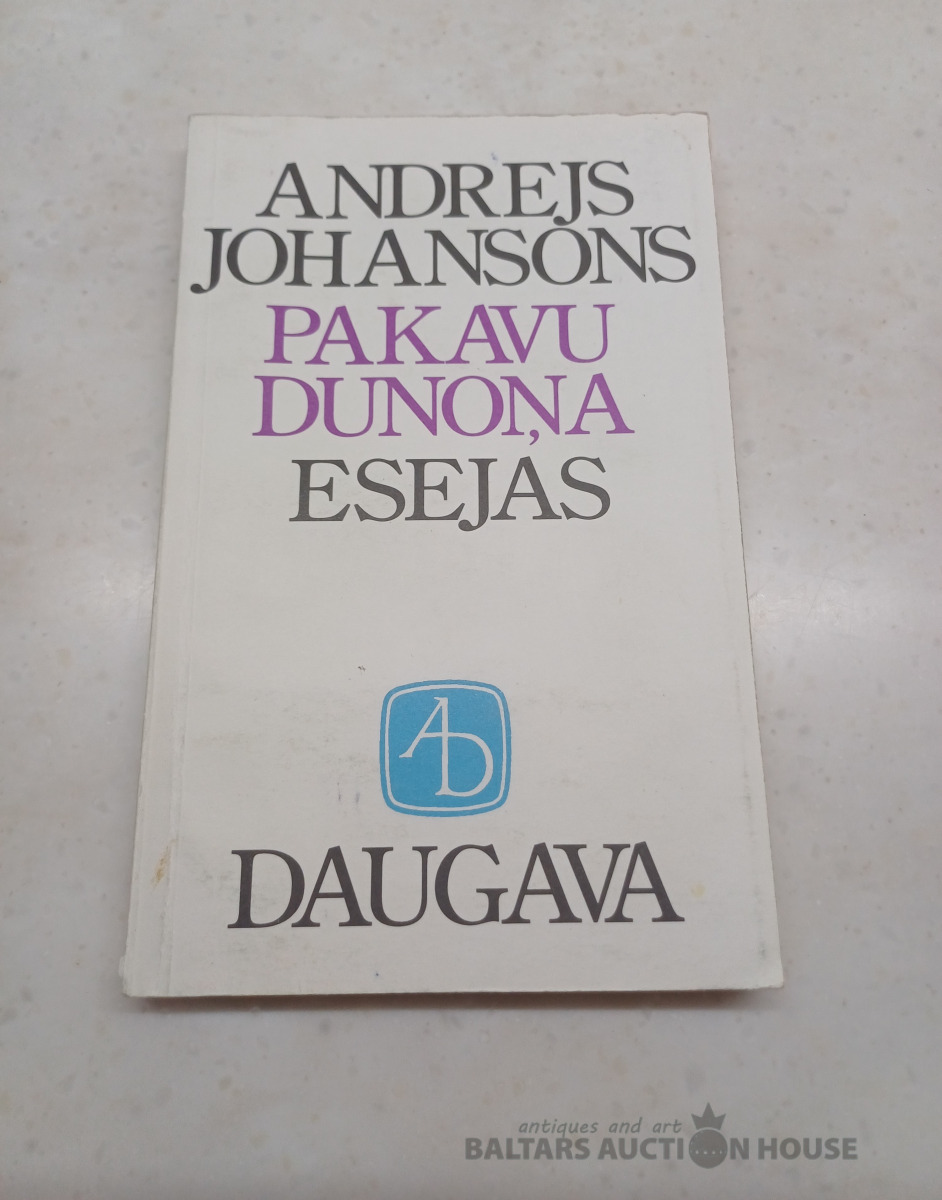 ANDREJS
JOHANSONS
PAKAVU
DUNOŅA
ESEJAS
AD
DAUGAVA
antiques and art
BALTARS AUCTION HOUSE